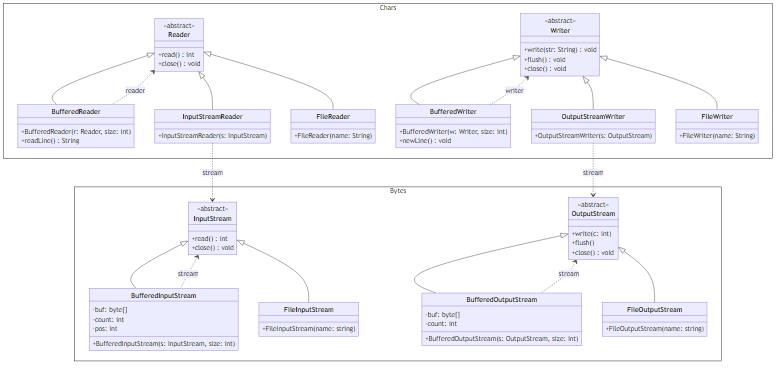 Chars
«abstract»
Reader
+read() : int
+close() : void
reader
BufferedReader
+BufferedReader(r: Reader, size: int)
+readLine() : String
InputStreamReader
+InputStreamReader(s: InputStream)
FileReader
+FileReader(name: String)
«abstract»
Writer
+write(str: String) : void
+flush() : void
+close() : void
writer
BufferedWriter
+BufferedWriter(w: Writer, size: int)
+newLine() : void
OutputStreamWriter
+OutputStreamWriter(s: OutputStream)
FileWriter
+FileWriter(name: String)
stream
stream
Bytes
«abstract»
InputStream
+read() : int
+close() : void
stream
BufferedInputStream
-buf: byte[]
-count: int
-pos: int
+BufferedInputStream(s: InputStream, size: int)
FileInputStream
+FileInputStream(name: string)
«abstract»
OutputStream
+write(c: int)
+flush()
+close() : void
stream
BufferedOutputStream
-buf: byte[]
-count: int
+BufferedOutputStream(s: OutputStream, size: int)
FileOutputStream
+FileOutputStream(name: string)